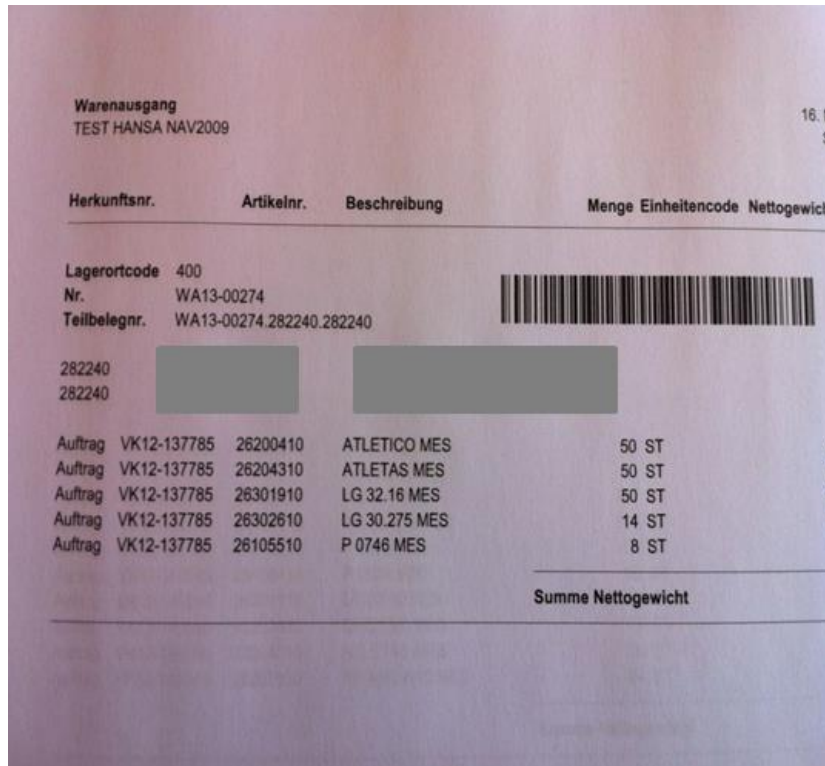 Warenausgang
TEST HANSA NAV2009
16.
Herkunftsnr. Artikelnr. Beschreibung Menge Einheitencode Nettogewich
Lagerortcode 400
Nr. WA13-00274
Teilbelegnr. WA13-00274.282240.282240
282240
282240
Auftrag VK12-137785 26200410 ATLETICO MES 50 ST
Auftrag VK12-137785 26204310 ATLETAS MES 50 ST
Auftrag VK12-137785 26301910 LG 32.16 MES 50 ST
Auftrag VK12-137785 26302610 LG 30.275 MES 14 ST
Auftrag VK12-137785 26105510 P 0746 MES 8 ST
Summe Nettogewicht